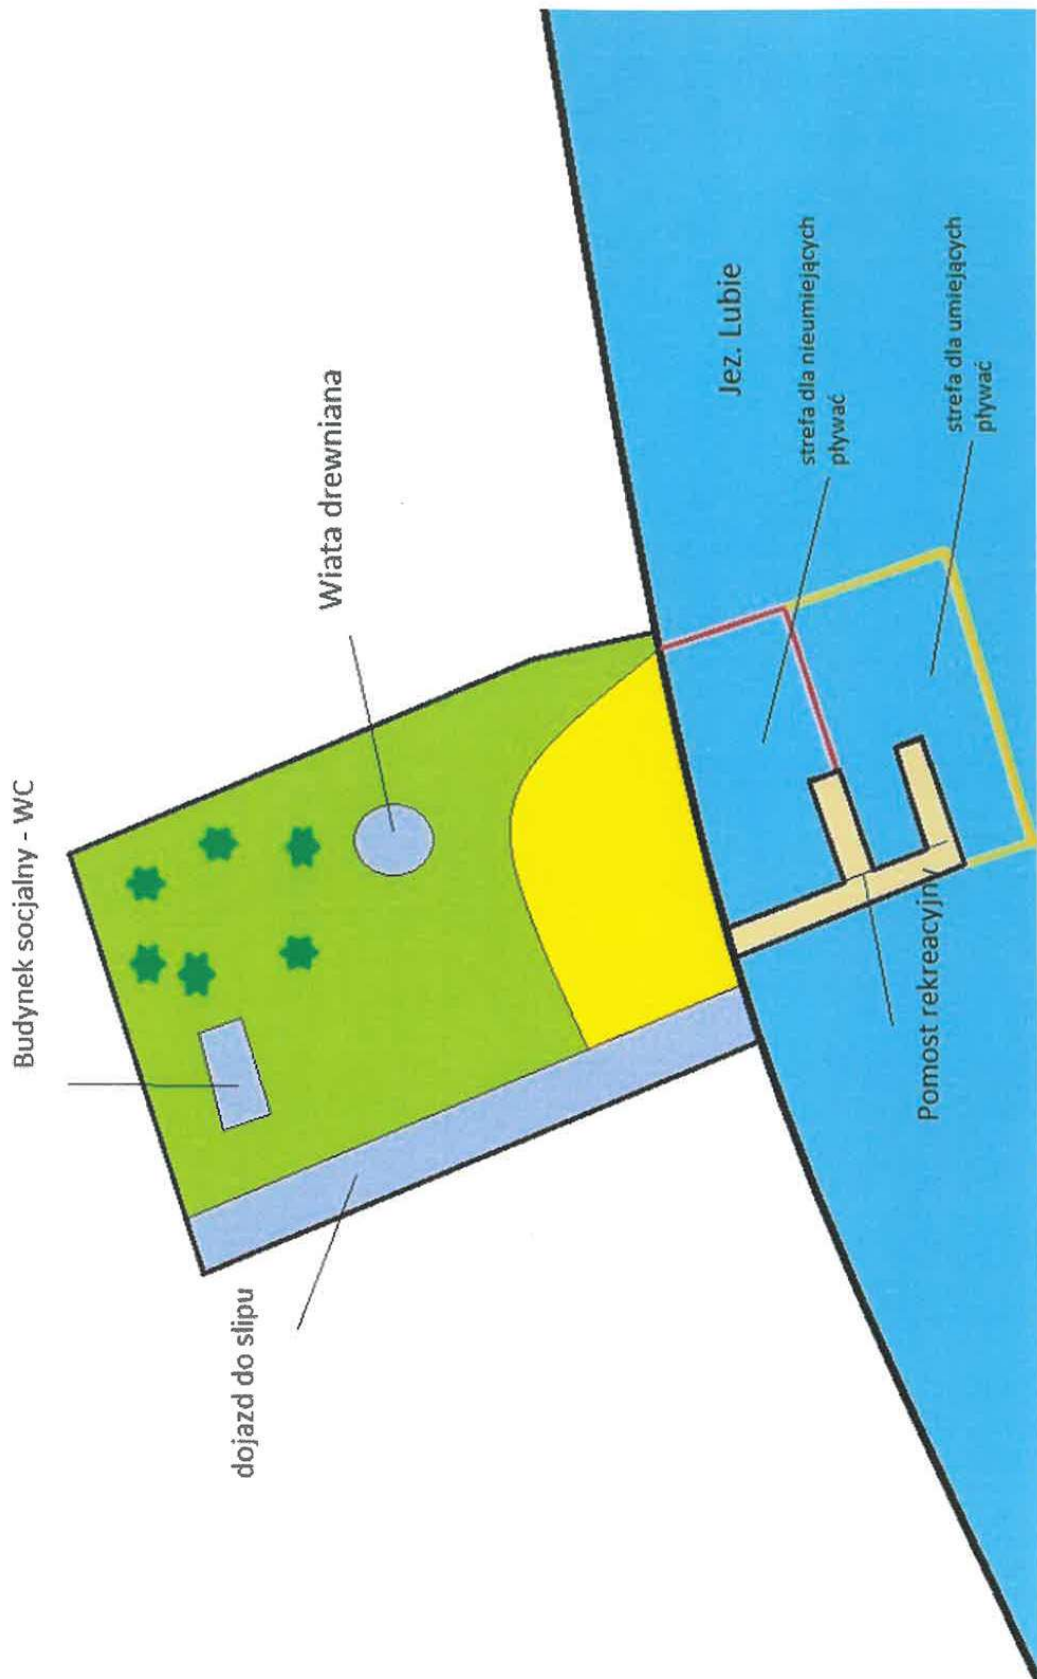 Budynek socjalny - WC
Wiata drewniana
dojazd do slipu
Jez. Lubie
strefa dla nieumiejących
pływać
strefa dla umiejących
pływać
Pomost rekreacyjny